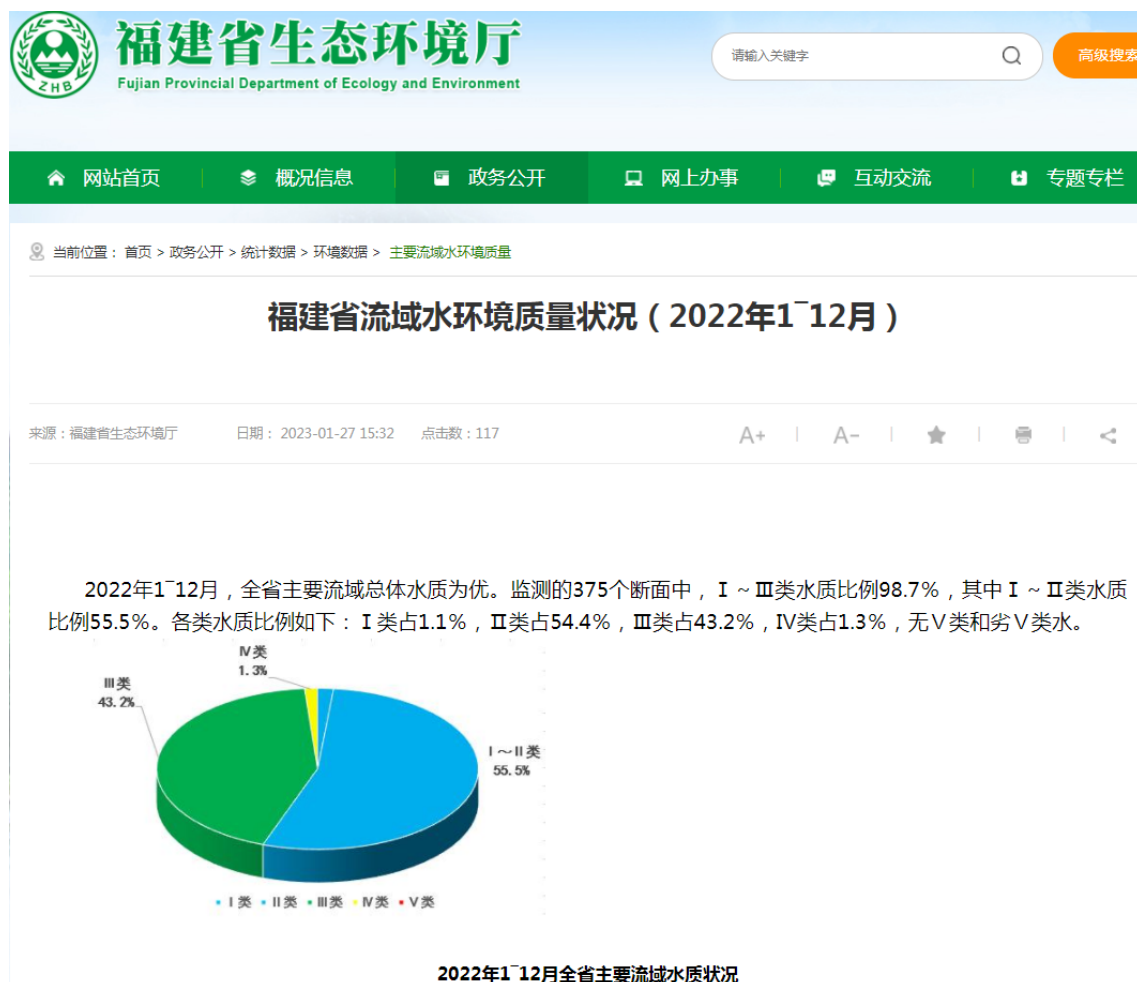 福建省生态环境厅
Fujian Provincial Department of Ecology and Environment
ZHB
请输入关键字
高级搜索
网站首页
概况信息
政务公开
网上办事
互动交流
专题专栏
当前位置： 首页 > 政务公开 > 统计数据 > 环境数据 > 主要流域水环境质量
福建省流域水环境质量状况（2022年1‾12月）
来源：福建省生态环境厅 日期： 2023-01-27 15:32 点击数：117
A+
A-
2022年1‾12月，全省主要流域总体水质为优。监测的375个断面中，Ⅰ～Ⅲ类水质比例98.7%，其中Ⅰ～Ⅱ类水质
比例55.5%。各类水质比例如下：Ⅰ类占1.1%，Ⅱ类占54.4%，Ⅲ类占43.2%，Ⅳ类占1.3%，无Ⅴ类和劣Ⅴ类水。
Ⅳ类
1.3%
Ⅲ类
43.2%
Ⅰ～Ⅱ类
55.5%
Ⅰ类 Ⅱ类 Ⅲ类 Ⅳ类 Ⅴ类
2022年1‾12月全省主要流域水质状况